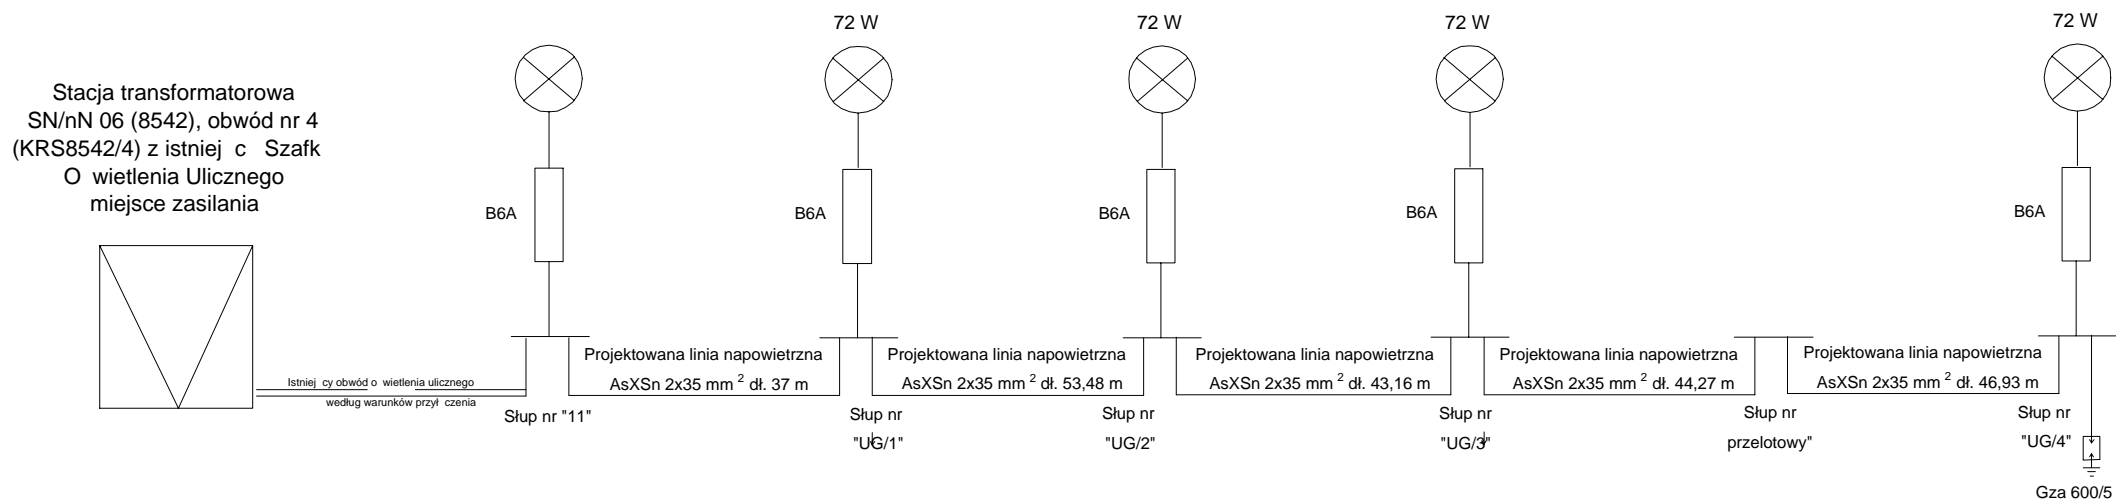 72 W
72 W
72 W
72 W
Stacja transformatorowa
SN/nN 06 (8542), obwód nr 4
(KRS8542/4) z istniej c Szafk
O wietlenia Ulicznego
miejsce zasilania
B6A
B6A
B6A
B6A
B6A
Istniej cy obwód o wietlenia ulicznego
według warunków przył czenia
Projektowana linia napowietrzna
AsXSn 2x35 mm 2 dł. 37 m
Projektowana linia napowietrzna
AsXSn 2x35 mm 2 dł. 53,48 m
Projektowana linia napowietrzna
AsXSn 2x35 mm 2 dł. 43,16 m
Projektowana linia napowietrzna
AsXSn 2x35 mm 2 dł. 44,27 m
Projektowana linia napowietrzna
AsXSn 2x35 mm 2 dł. 46,93 m
Słup nr "11"
Słup nr
"UG/1"
Słup nr
"UG/2"
Słup nr
"UG/3"
Słup nr
przelotowy"
Słup nr
"UG/4"
Gza 600/5